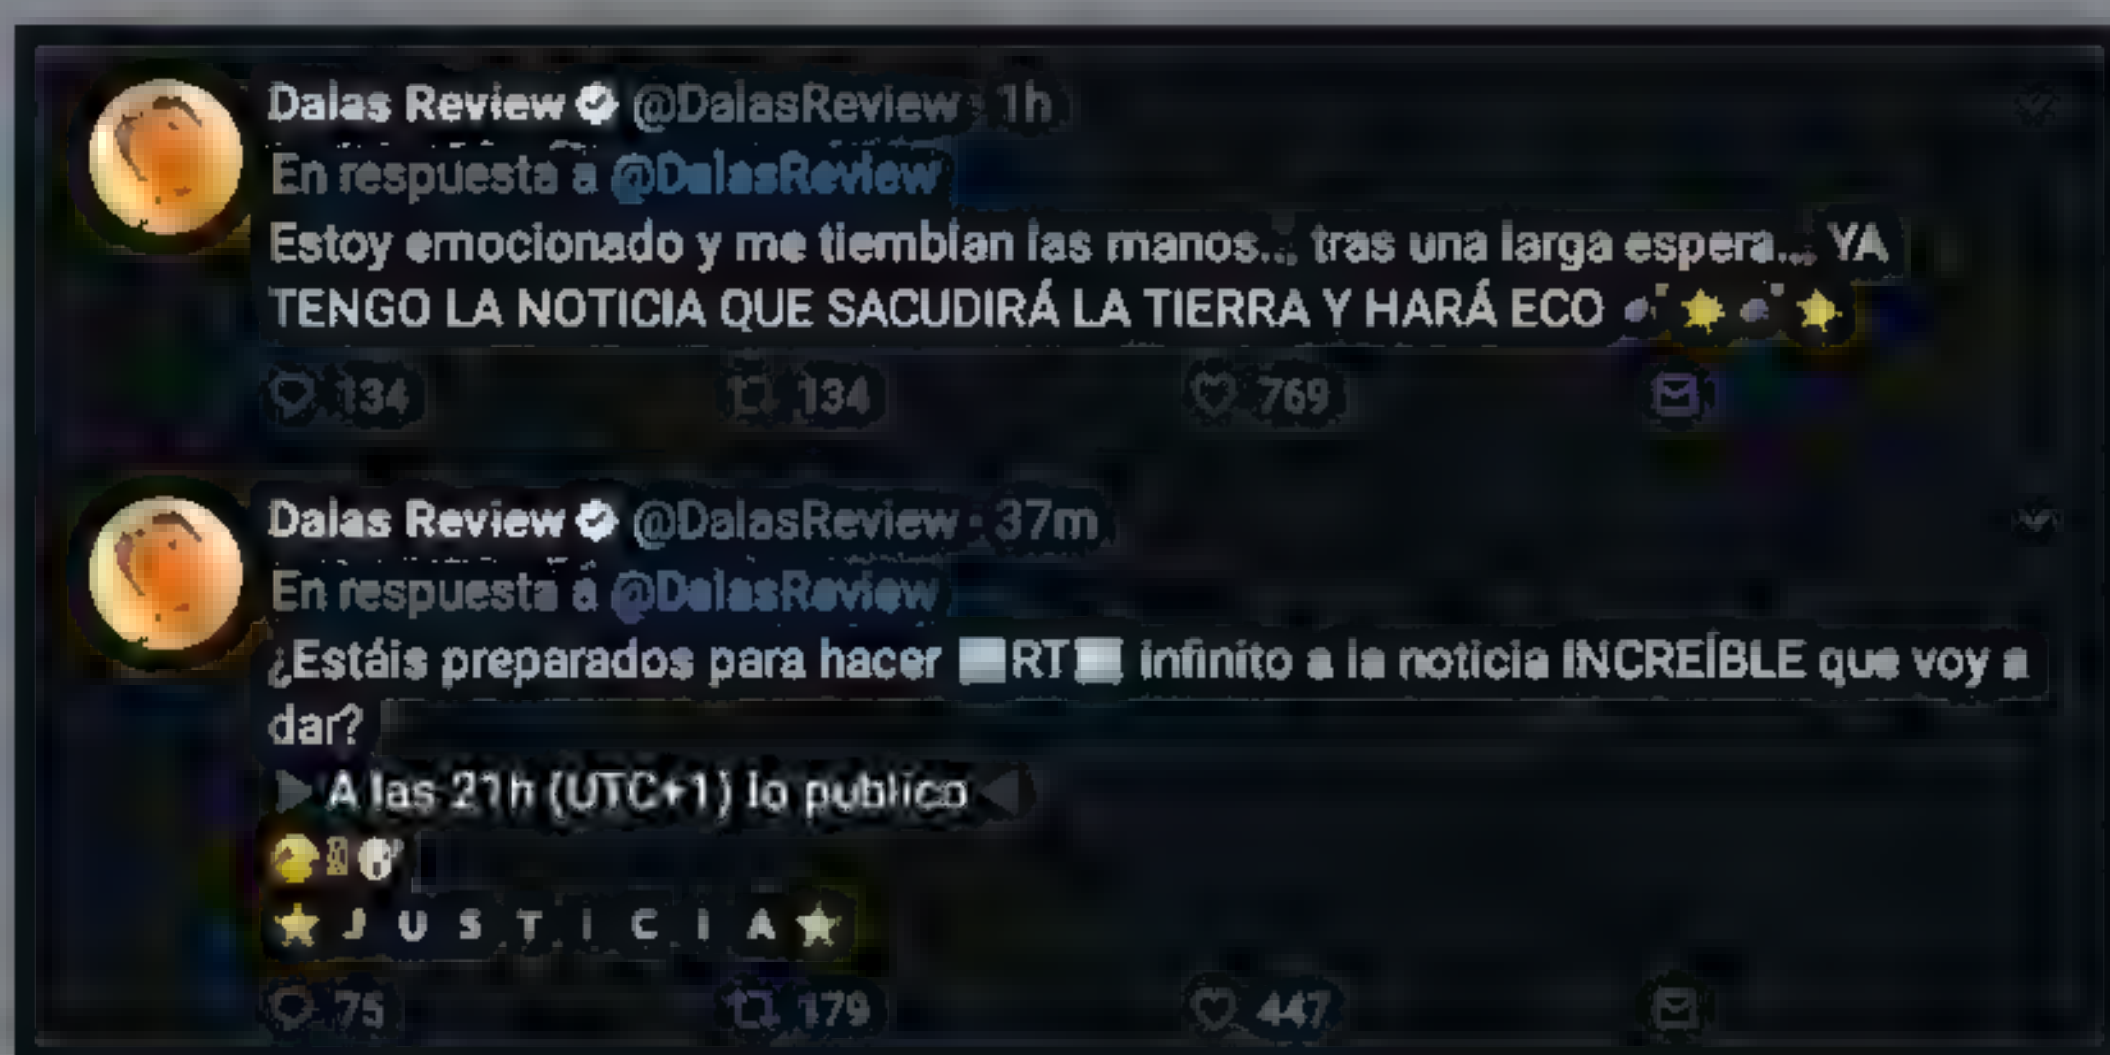 Dalas Review @DalasReview · 1h
En respuesta a @DalasReview
Estoy emocionado y me tiemblan las manos... tras una larga espera... YA
TENGO LA NOTICIA QUE SACUDIRÁ LA TIERRA Y HARÁ ECO ☄️⭐☄️⭐
134 134 769
Dalas Review @DalasReview · 37m
En respuesta a @DalasReview
¿Estáis preparados para hacer RT infinito a la noticia INCREÍBLE que voy a
dar?
▶ A las 21h (UTC+1) lo publico ◀
⭐ J U S T I C I A ⭐
75 179 447